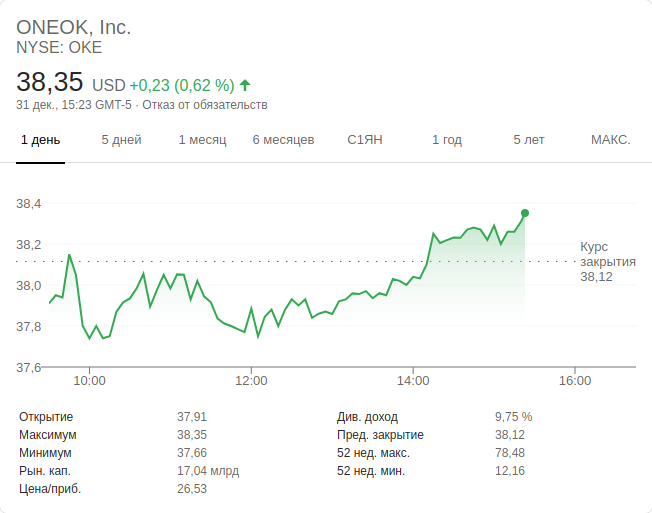 ONEOK, Inc.
NYSE: OKE
38,35 USD +0,23 (0,62 %)
31 дек., 15:23 GMT-5 · Отказ от обязательств
1 день 5 дней 1 месяц 6 месяцев С1ЯН 1 год 5 лет МАКС.
38,4
38,2
38,0
37,8
37,6
Курс
закрытия
38,12
10:00 12:00 14:00 16:00
Открытие 37,91 Див. доход 9,75 %
Максимум 38,35 Пред. закрытие 38,12
Минимум 37,66 52 нед. макс. 78,48
Рын. кап. 17,04 млрд 52 нед. мин. 12,16
Цена/приб. 26,53